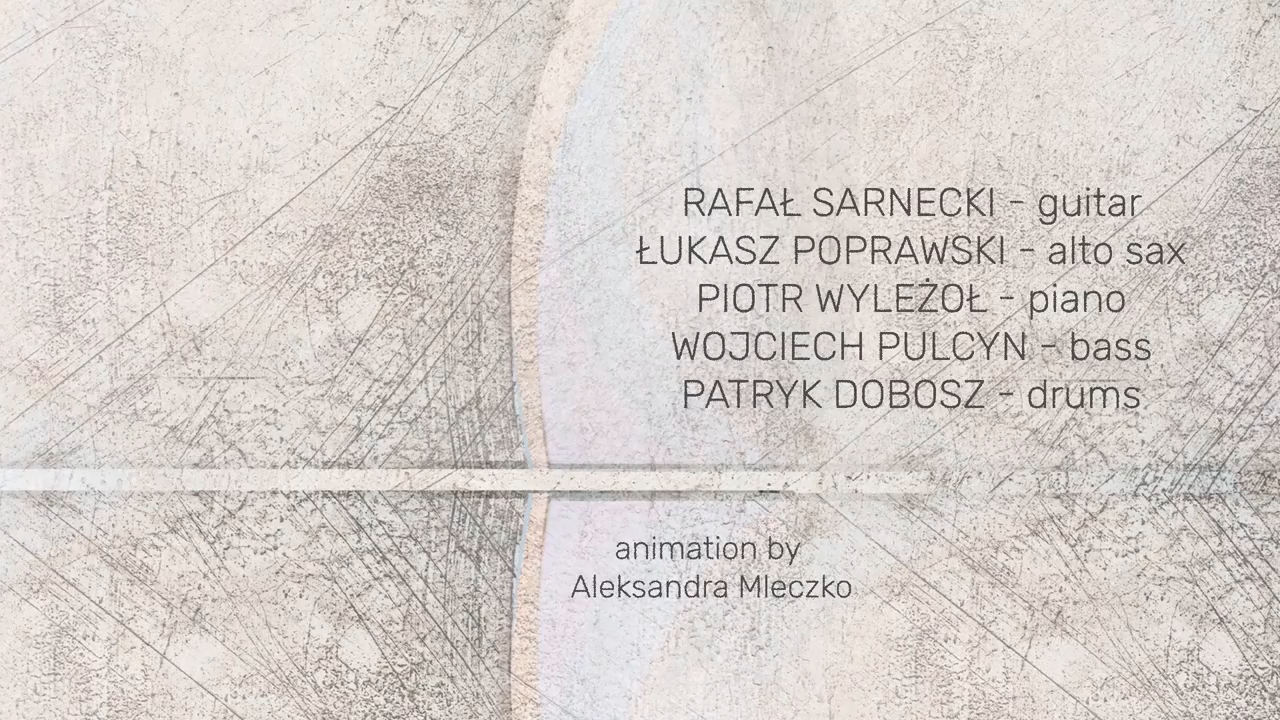 RAFAŁ SARNECKI - guitar
ŁUKASZ POPRAWSKI - alto sax
PIOTR WYLEŻOŁ - piano
WOJCIECH PULCYN - bass
PATRYK DOBOSZ - drums
animation by
Aleksandra Mleczko